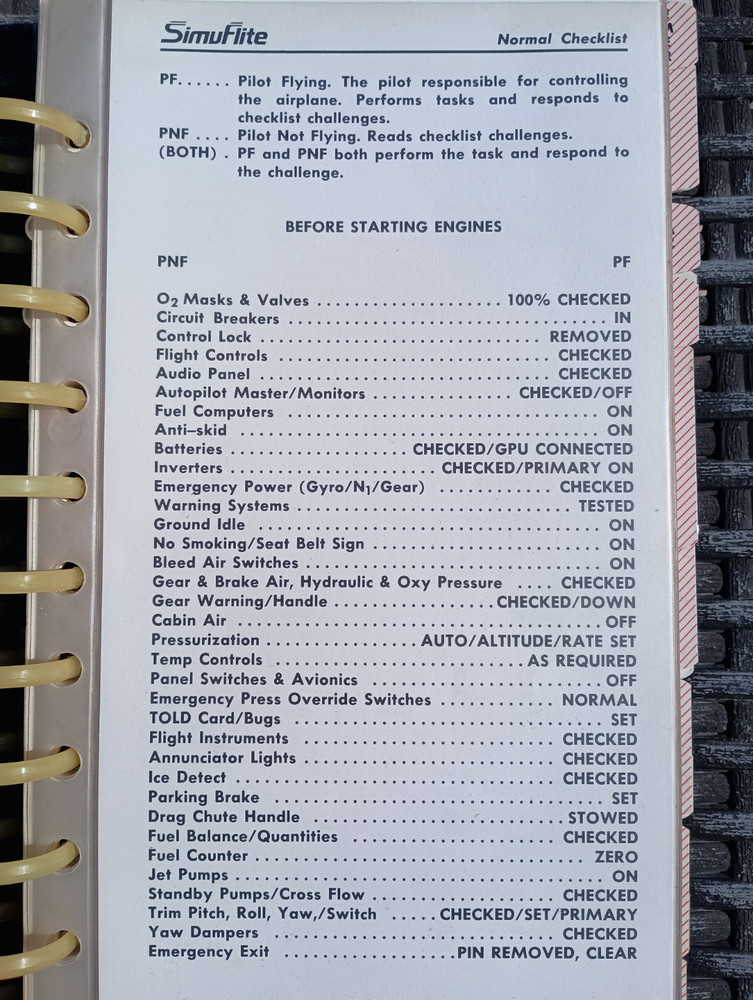 SimuFlite Normal Checklist
PF...... Pilot Flying. The pilot responsible for controlling
the airplane. Performs tasks and responds to
checklist challenges.
PNF .... Pilot Not Flying. Reads checklist challenges.
(BOTH) . PF and PNF both perform the task and respond to
the challenge.
BEFORE STARTING ENGINES
PNF PF
O2 Masks & Valves .................... 100% CHECKED
Circuit Breakers .................................. IN
Control Lock ............................... REMOVED
Flight Controls .............................. CHECKED
Audio Panel ................................ CHECKED
Autopilot Master/Monitors ............... CHECKED/OFF
Fuel Computers .................................. ON
Anti–skid ....................................... ON
Batteries .................... CHECKED/GPU CONNECTED
Inverters ....................... CHECKED/PRIMARY ON
Emergency Power (Gyro/N1/Gear) ............ CHECKED
Warning Systems ............................... TESTED
Ground Idle ..................................... ON
No Smoking/Seat Belt Sign ......................... ON
Bleed Air Switches ................................ ON
Gear & Brake Air, Hydraulic & Oxy Pressure .... CHECKED
Gear Warning/Handle ................. CHECKED/DOWN
Cabin Air ........................................ OFF
Pressurization ................. AUTO/ALTITUDE/RATE SET
Temp Controls ........................... AS REQUIRED
Panel Switches & Avionics ......................... OFF
Emergency Press Override Switches ............ NORMAL
TOLD Card/Bugs .................................. SET
Flight Instruments ............................ CHECKED
Annunciator Lights ........................... CHECKED
Ice Detect .................................. CHECKED
Parking Brake .................................... SET
Drag Chute Handle ........................... STOWED
Fuel Balance/Quantities ....................... CHECKED
Fuel Counter .................................... ZERO
Jet Pumps ........................................ ON
Standby Pumps/Cross Flow ..................... CHECKED
Trim Pitch, Roll, Yaw,/Switch ..... CHECKED/SET/PRIMARY
Yaw Dampers ................................ CHECKED
Emergency Exit ................... PIN REMOVED, CLEAR